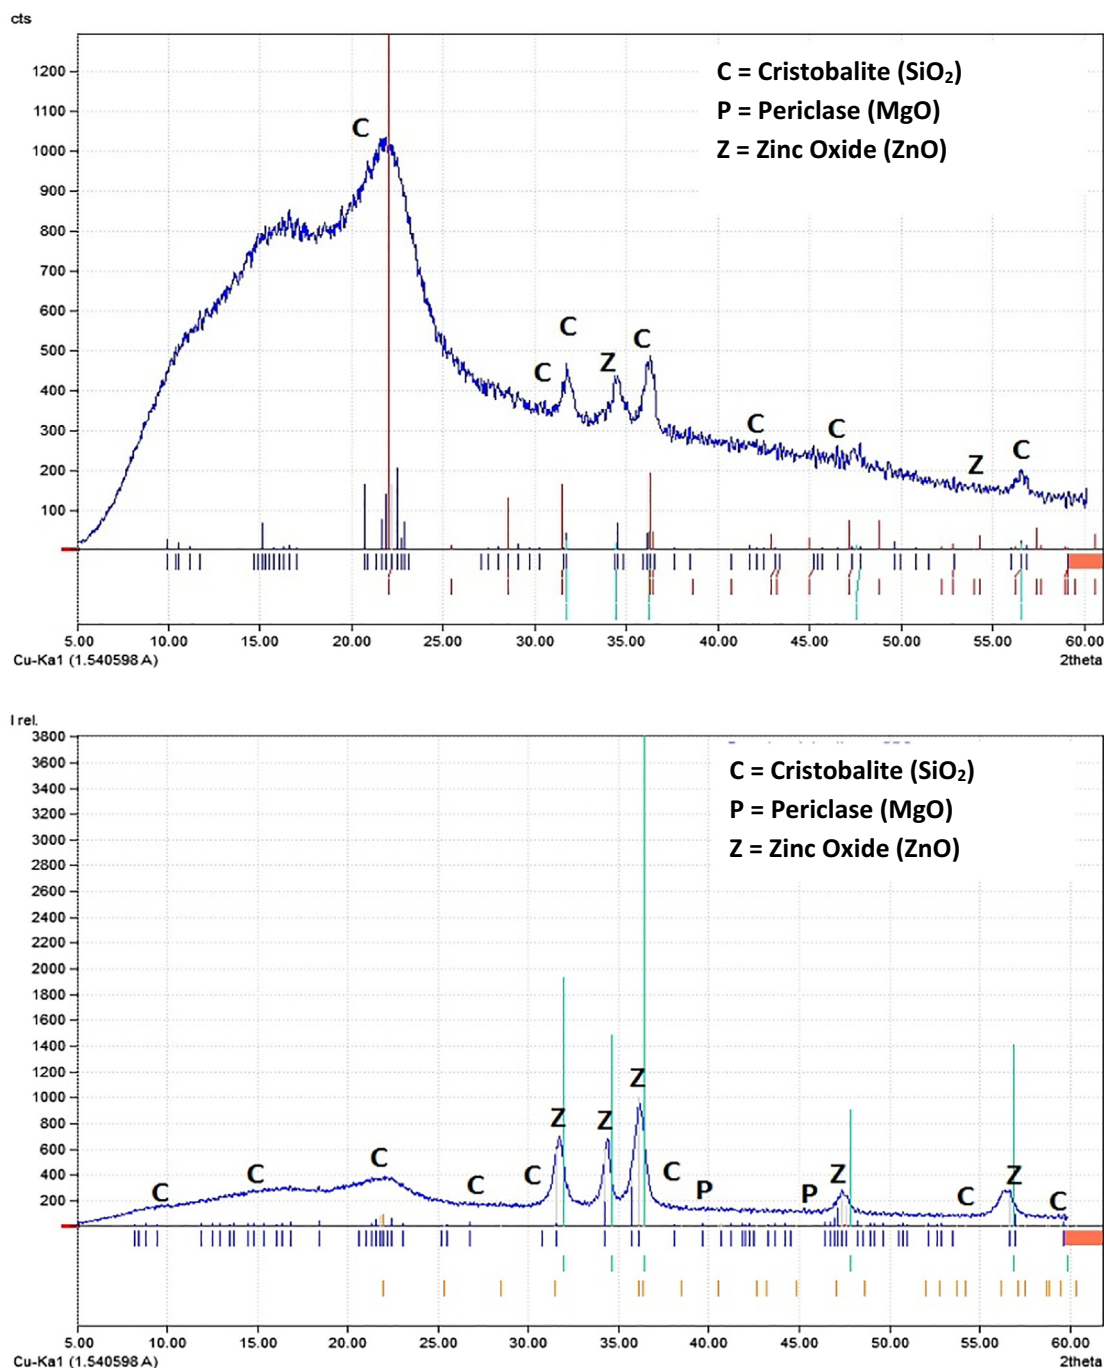 cts
C = Cristobalite (SiO₂)
P = Periclase (MgO)
Z = Zinc Oxide (ZnO)
1200
1100
1000
900
800
700
600
500
400
300
200
100
C
C
C
Z
C
C
C
Z
C
5.00 10.00 15.00 20.00 25.00 30.00 35.00 40.00 45.00 50.00 55.00 60.00
Cu-Ka1 (1.540598 A) 2theta
I rel.
C = Cristobalite (SiO₂)
P = Periclase (MgO)
Z = Zinc Oxide (ZnO)
3800
3600
3400
3200
3000
2800
2600
2400
2200
2000
1800
1600
1400
1200
1000
800
600
400
200
C
C
C
C
C
Z
Z
Z
C
P
P
Z
C
Z
C
5.00 10.00 15.00 20.00 25.00 30.00 35.00 40.00 45.00 50.00 55.00 60.00
Cu-Ka1 (1.540598 A) 2theta